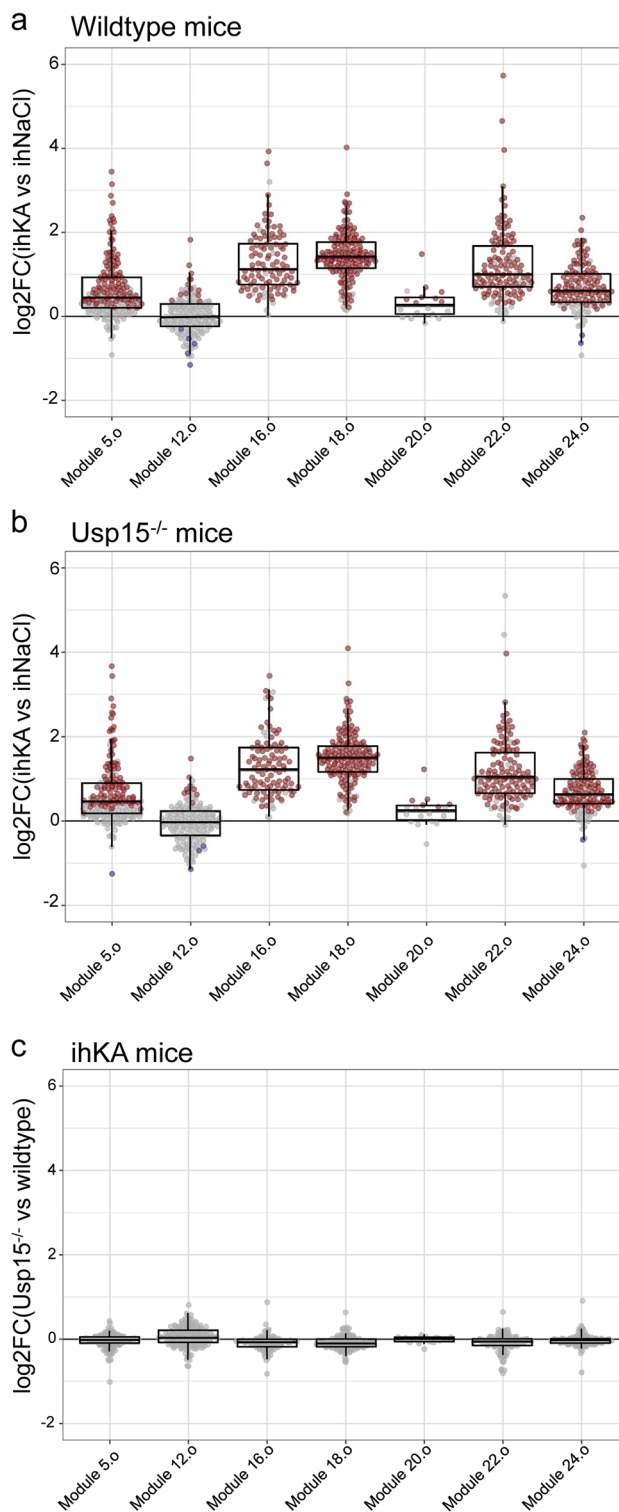 a
Wildtype mice
log2FC(ihKA vs ihNaCl)
6
4
2
0
-2
Module 5.o
Module 12.o
Module 16.o
Module 18.o
Module 20.o
Module 22.o
Module 24.o
b
Usp15-/- mice
log2FC(ihKA vs ihNaCl)
6
4
2
0
-2
Module 5.o
Module 12.o
Module 16.o
Module 18.o
Module 20.o
Module 22.o
Module 24.o
c
ihKA mice
log2FC(Usp15-/- vs wildtype)
6
4
2
0
-2
Module 5.o
Module 12.o
Module 16.o
Module 18.o
Module 20.o
Module 22.o
Module 24.o